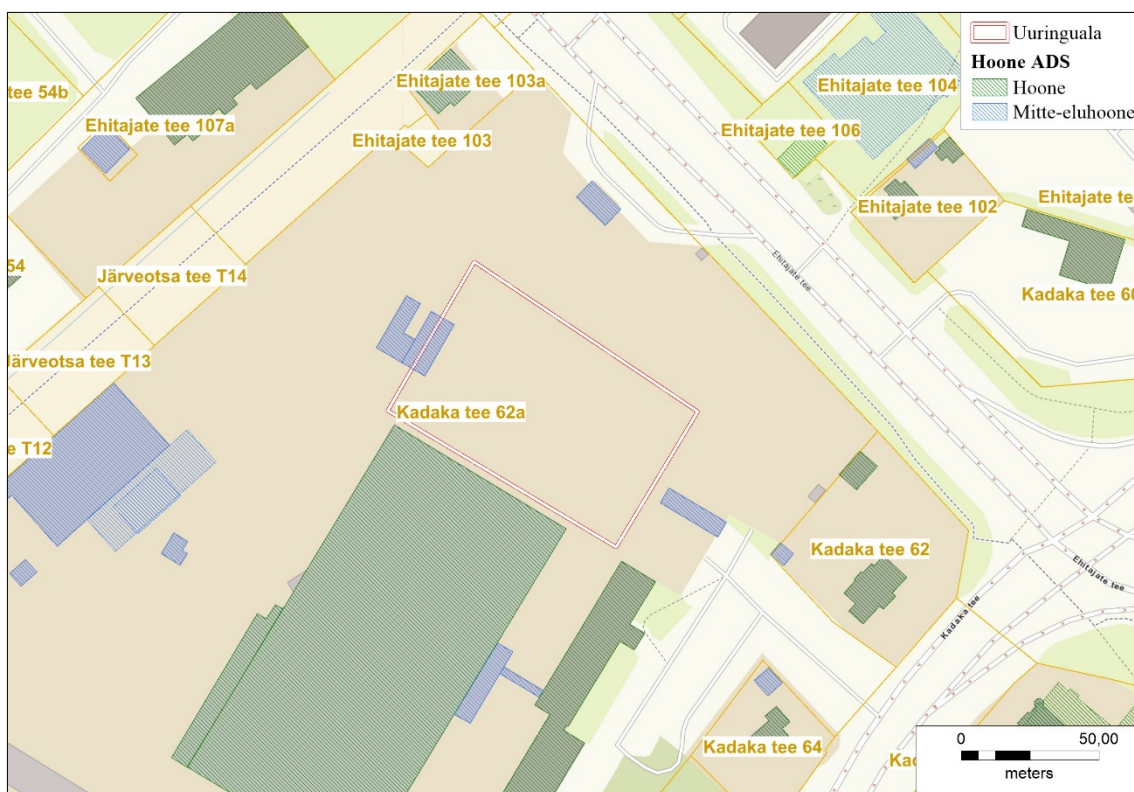 Uuringuala
Hoone ADS
Hoone
Mitte-eluhoone
tee 54b
Ehitajate tee 103a
Ehitajate tee 104
Ehitajate tee 107a
Ehitajate tee 103
Ehitajate tee 106
Ehitajate te
Ehitajate tee 102
54
Järveotsa tee T14
Ehitajate tee
Kadaka tee 60
Järveotsa tee T13
Kadaka tee 62a
e T12
Kadaka tee 62
Ehitajate tee
Kadaka tee
Kadaka tee 64
Kad
0 50,00
meters